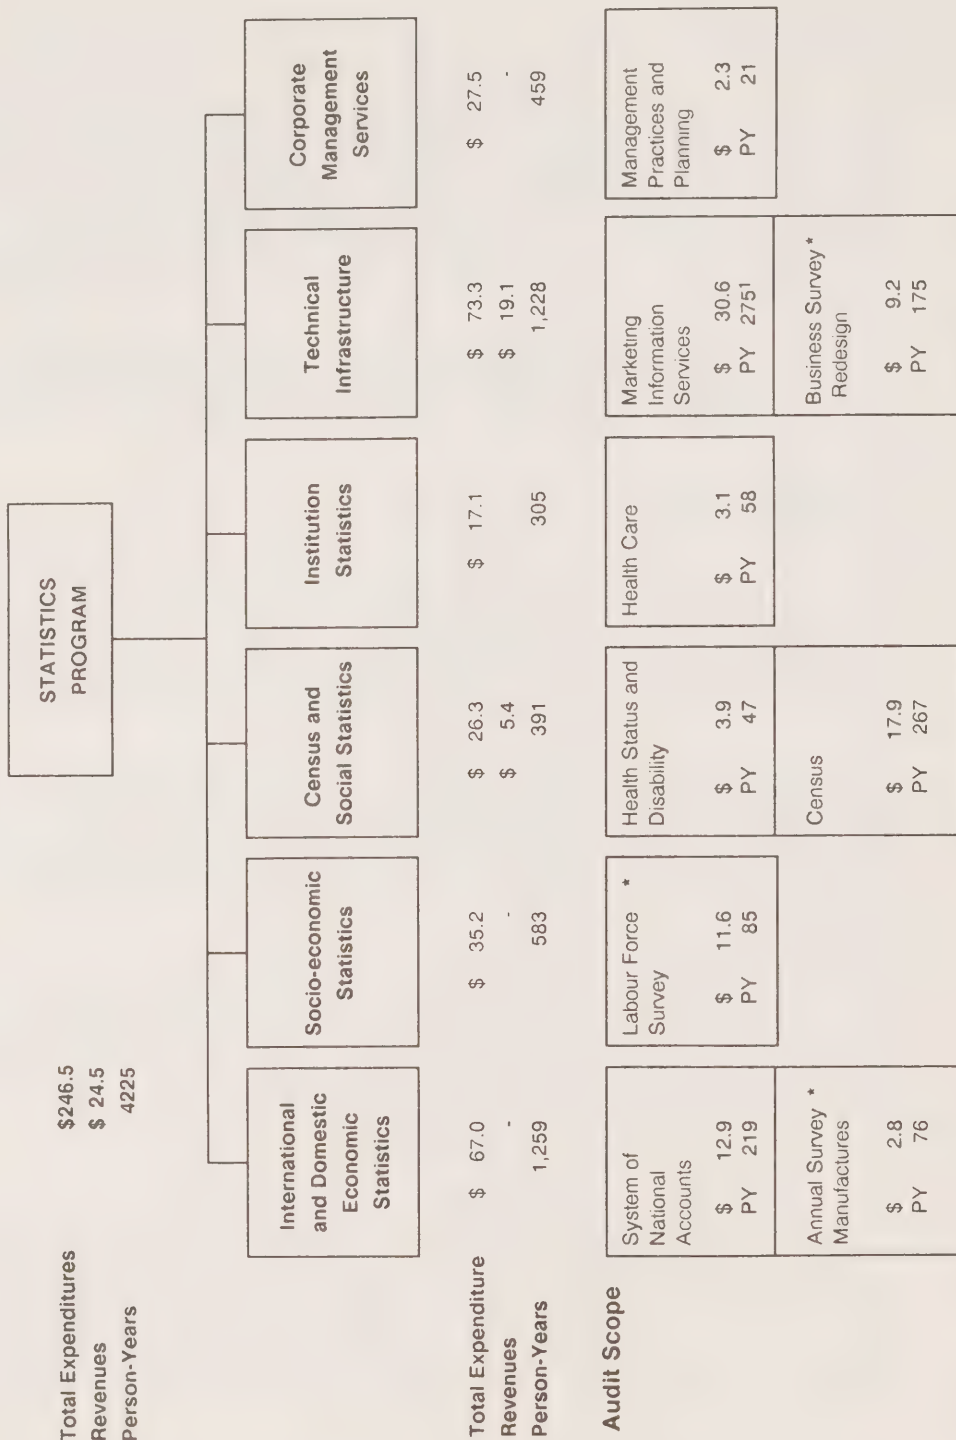 STATISTICS
PROGRAM
Total Expenditures $246.5
Revenues $ 24.5
Person-Years 4225
International
and Domestic
Economic
Statistics
Socio-economic
Statistics
Census and
Social Statistics
Institution
Statistics
Technical
Infrastructure
Corporate
Management
Services
Total Expenditure $ 67.0 $ 35.2 $ 26.3 $ 17.1 $ 73.3 $ 27.5
Revenues - - $ 5.4 $ 19.1 -
Person-Years 1,259 583 391 305 1,228 459
Audit Scope
System of
National
Accounts
$ 12.9
PY 219
Labour Force *
Survey
$ 11.6
PY 85
Health Status and
Disability
$ 3.9
PY 47
Health Care
$ 3.1
PY 58
Marketing
Information
Services
$ 30.6
PY 275¹
Management
Practices and
Planning
$ 2.3
PY 21
Annual Survey *
Manufactures
$ 2.8
PY 76
Census
$ 17.9
PY 267
Business Survey *
Redesign
$ 9.2
PY 175